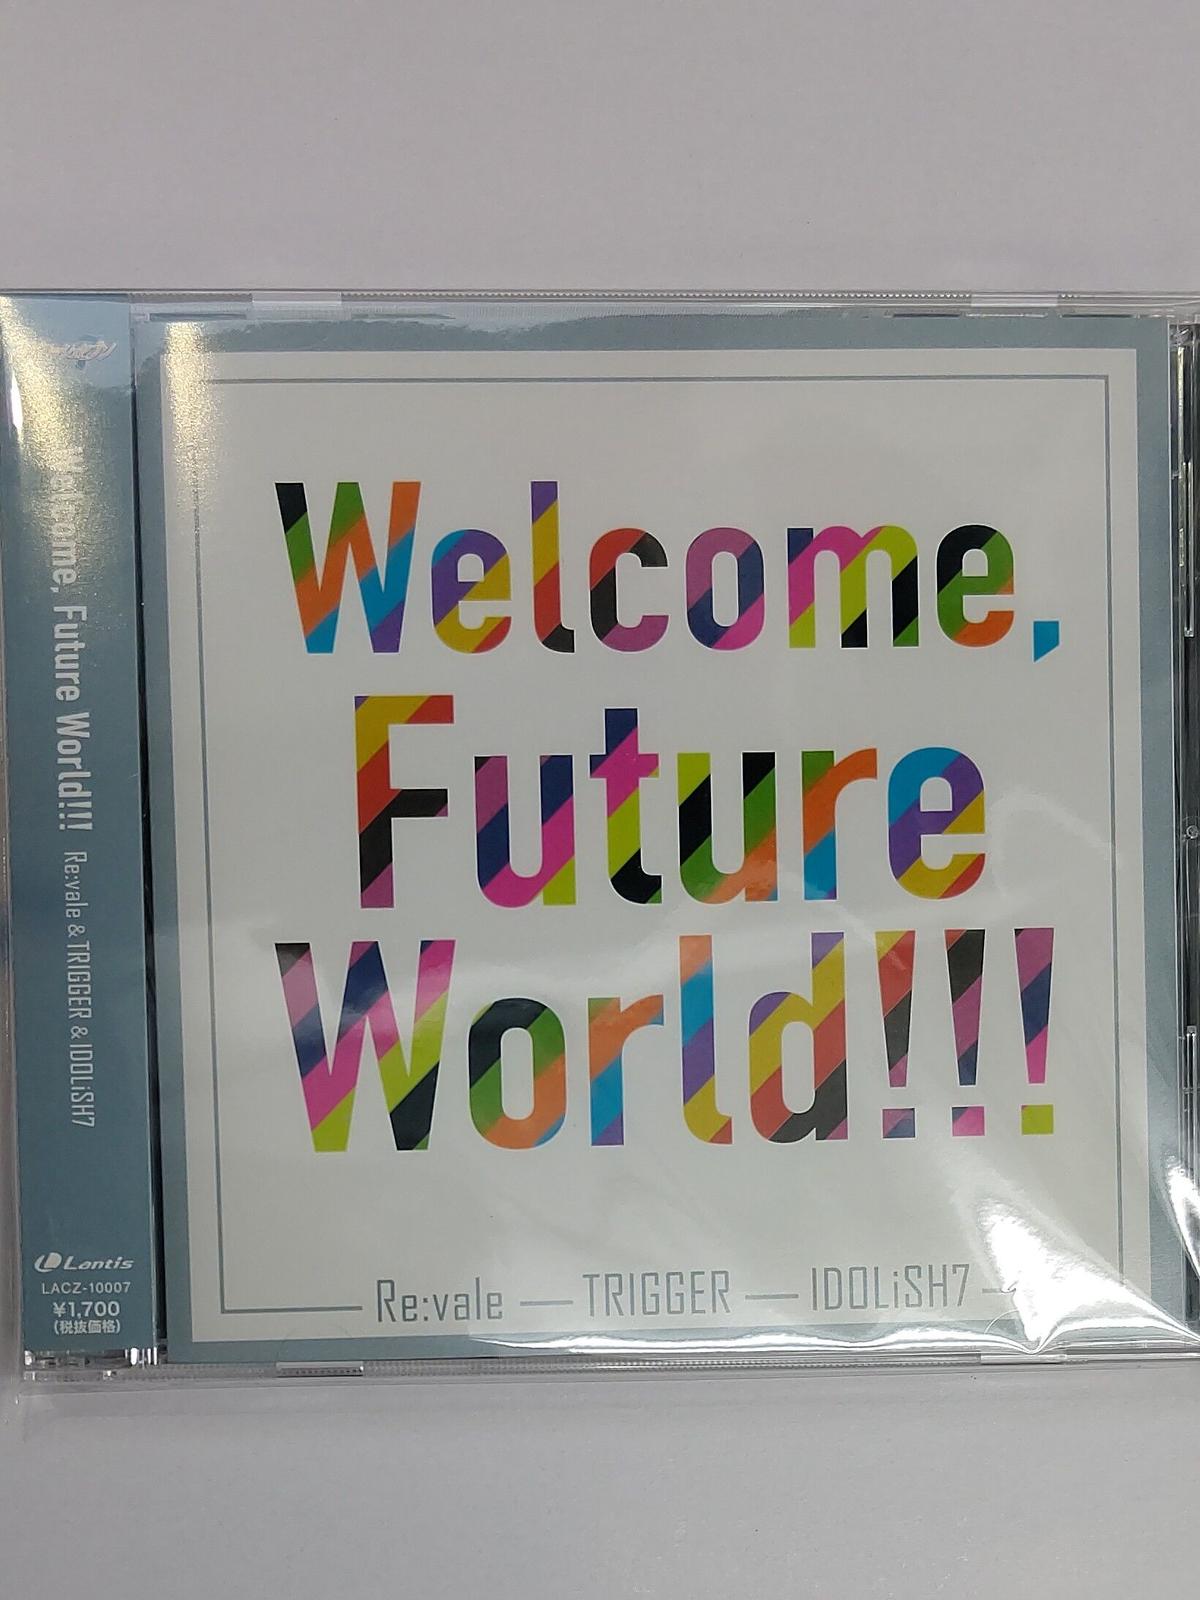 Welcome, Future World!!! Re:vale & TRIGGER & IDOLiSH7
Lantis
LACZ-10007
¥1,700
(税抜価格)
Welcome,
Future
World!!!
Re:vale — TRIGGER — IDOLiSH7